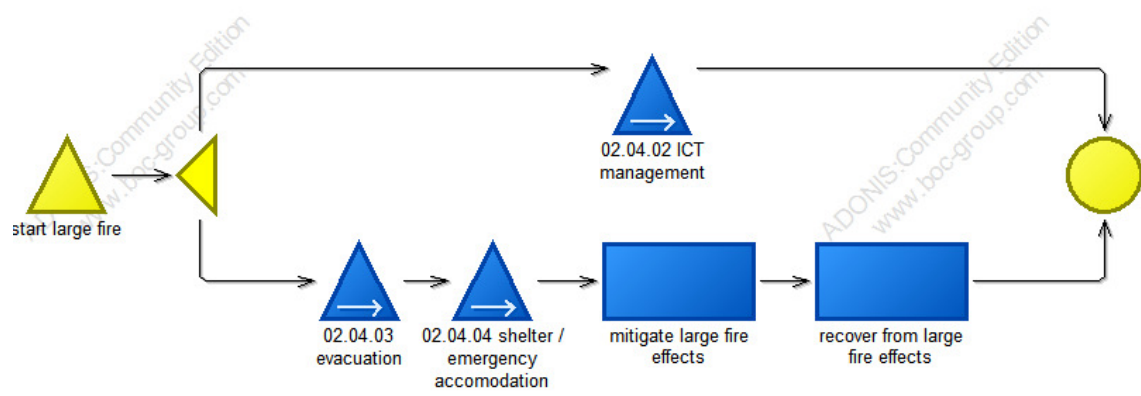 ADONIS:Community Edition
www.boc-group.com
ADONIS:Community Edition
www.boc-group.com
start large fire
02.04.02 ICT
management
02.04.03
evacuation
02.04.04 shelter /
emergency
accomodation
mitigate large fire
effects
recover from large
fire effects